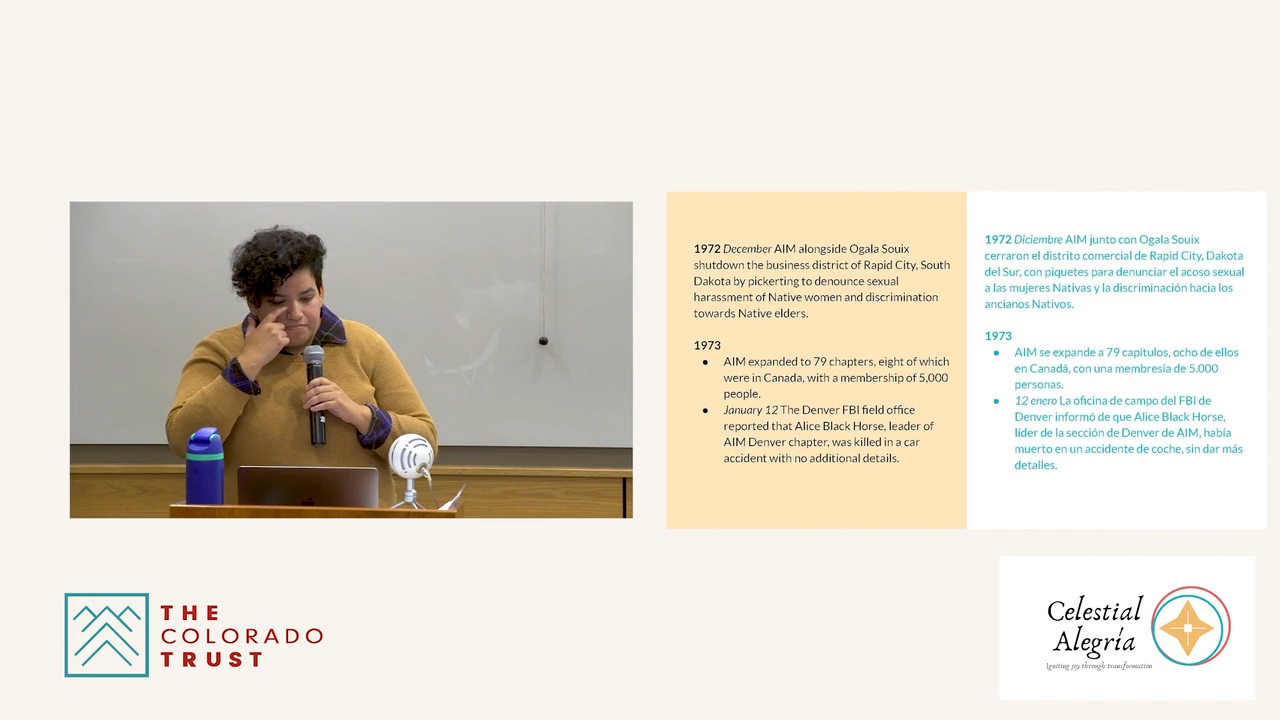 1972 December AIM alongside Ogala Souix
shutdown the business district of Rapid City, South
Dakota by pickerting to denounce sexual
harassment of Native women and discrimination
towards Native elders.
1973
● AIM expanded to 79 chapters, eight of which
were in Canada, with a membership of 5,000
people.
● January 12 The Denver FBI field office
reported that Alice Black Horse, leader of
AIM Denver chapter, was killed in a car
accident with no additional details.
1972 Diciembre AIM junto con Ogala Souix
cerraron el distrito comercial de Rapid City, Dakota
del Sur, con piquetes para denunciar el acoso sexual
a las mujeres Nativas y la discriminación hacia los
ancianos Nativos.
1973
● AIM se expande a 79 capítulos, ocho de ellos
en Canadá, con una membresía de 5.000
personas.
● 12 enero La oficina de campo del FBI de
Denver informó de que Alice Black Horse,
líder de la sección de Denver de AIM, había
muerto en un accidente de coche, sin dar más
detalles.
THE
COLORADO
TRUST
Celestial
Alegría
Igniting joy through transformation